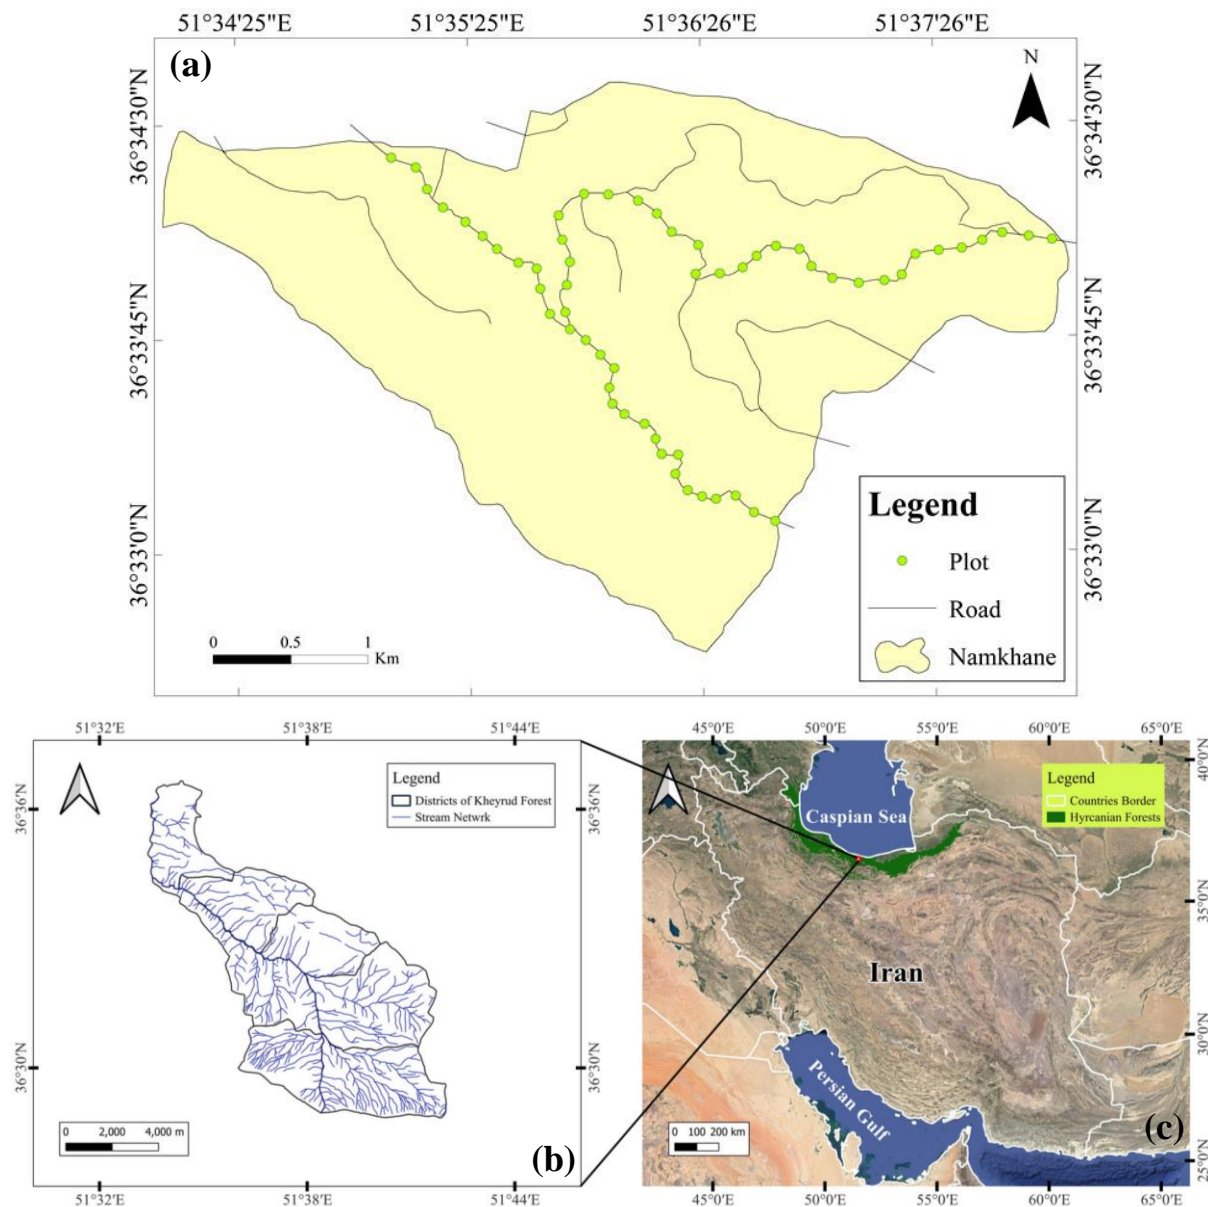 51°34'25"E 51°35'25"E 51°36'26"E 51°37'26"E
(a)
N
36°34'30"N
36°34'30"N
36°33'45"N
36°33'45"N
36°33'0"N
36°33'0"N
Legend
Plot
Road
Namkhane
0 0.5 1
Km
51°32'E 51°38'E 51°44'E
36°36'N
36°36'N
Legend
Districts of Kheyrud Forest
Stream Netwrk
36°30'N
36°30'N
0 2,000 4,000 m
(b)
51°32'E 51°38'E 51°44'E
45°0'E 50°0'E 55°0'E 60°0'E 65°0'E
40°0'N
Legend
Countries Border
Hyrcanian Forests
Caspian Sea
35°0'N
Iran
30°0'N
Persian Gulf
0 100 200 km
(c)
25°0'N
45°0'E 50°0'E 55°0'E 60°0'E 65°0'E